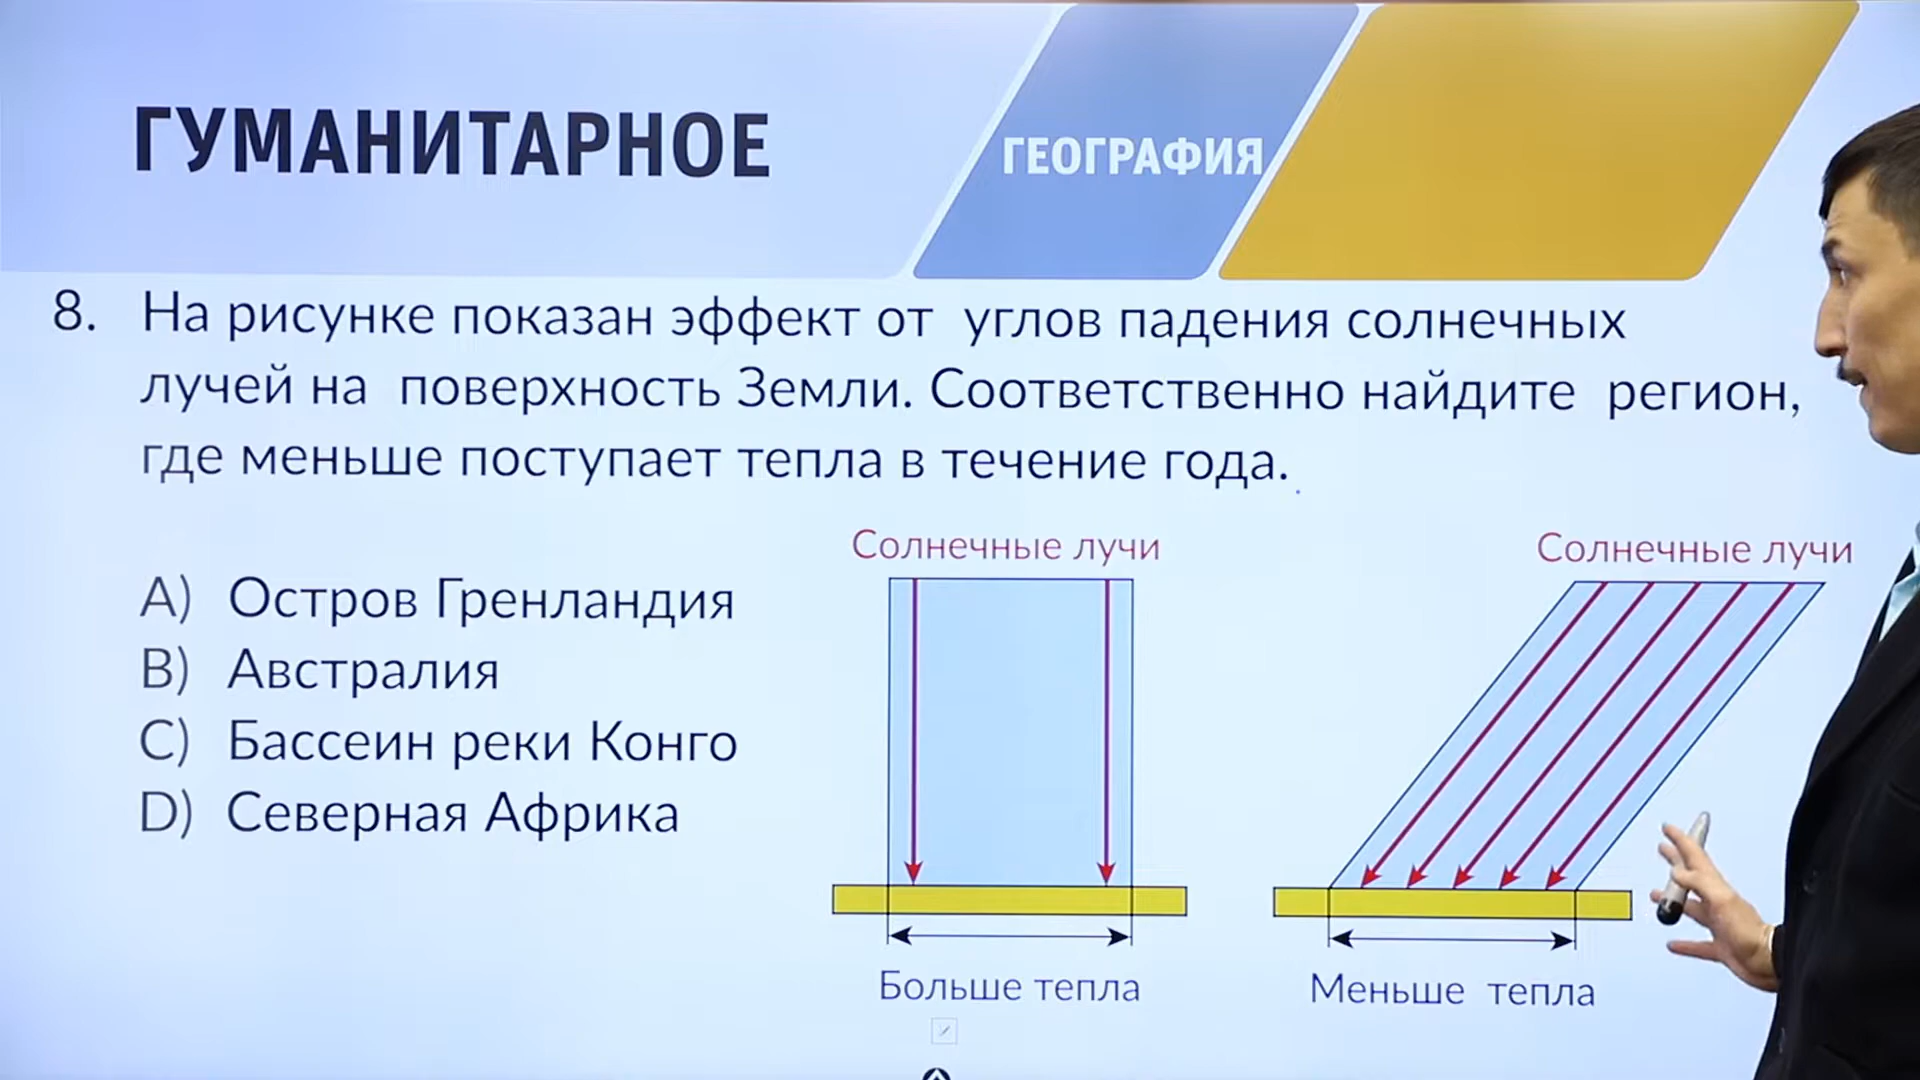 ГУМАНИТАРНОЕ
ГЕОГРАФИЯ
8. На рисунке показан эффект от углов падения солнечных
лучей на поверхность Земли. Соответственно найдите регион,
где меньше поступает тепла в течение года.
A) Остров Гренландия
B) Австралия
C) Бассеин реки Конго
D) Северная Африка
Солнечные лучи
Больше тепла
Солнечные лучи
Меньше тепла